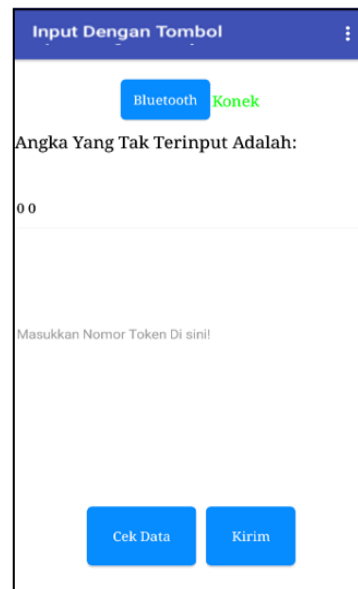 Input Dengan Tombol
Bluetooth Konek
Angka Yang Tak Terinput Adalah:
0 0
Masukkan Nomor Token Di sini!
Cek Data Kirim